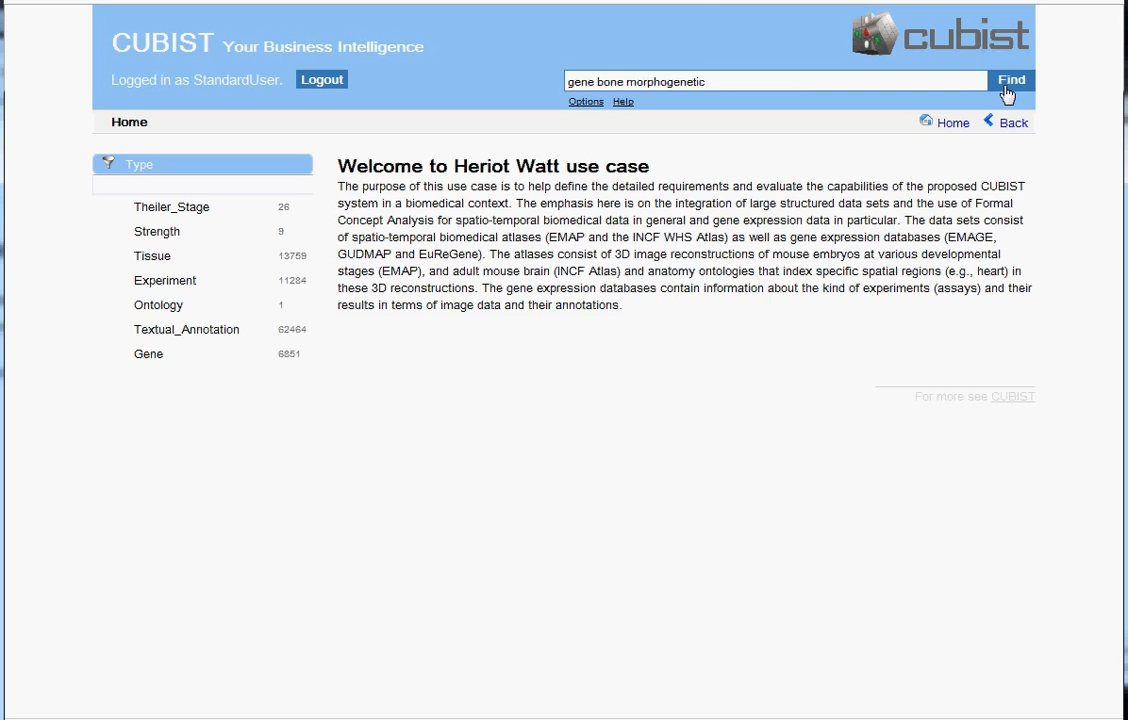 CUBIST Your Business Intelligence
cubist
Logged in as StandardUser. Logout
gene bone morphogenetic Find
Options Help
Home Home Back
Type
Theiler_Stage 26
Strength 9
Tissue 13759
Experiment 11284
Ontology 1
Textual_Annotation 62464
Gene 6851
Welcome to Heriot Watt use case
The purpose of this use case is to help define the detailed requirements and evaluate the capabilities of the proposed CUBIST
system in a biomedical context. The emphasis here is on the integration of large structured data sets and the use of Formal
Concept Analysis for spatio-temporal biomedical data in general and gene expression data in particular. The data sets consist
of spatio-temporal biomedical atlases (EMAP and the INCF WHS Atlas) as well as gene expression databases (EMAGE,
GUDMAP and EuReGene). The atlases consist of 3D image reconstructions of mouse embryos at various developmental
stages (EMAP), and adult mouse brain (INCF Atlas) and anatomy ontologies that index specific spatial regions (e.g., heart) in
these 3D reconstructions. The gene expression databases contain information about the kind of experiments (assays) and their
results in terms of image data and their annotations.
For more see CUBIST